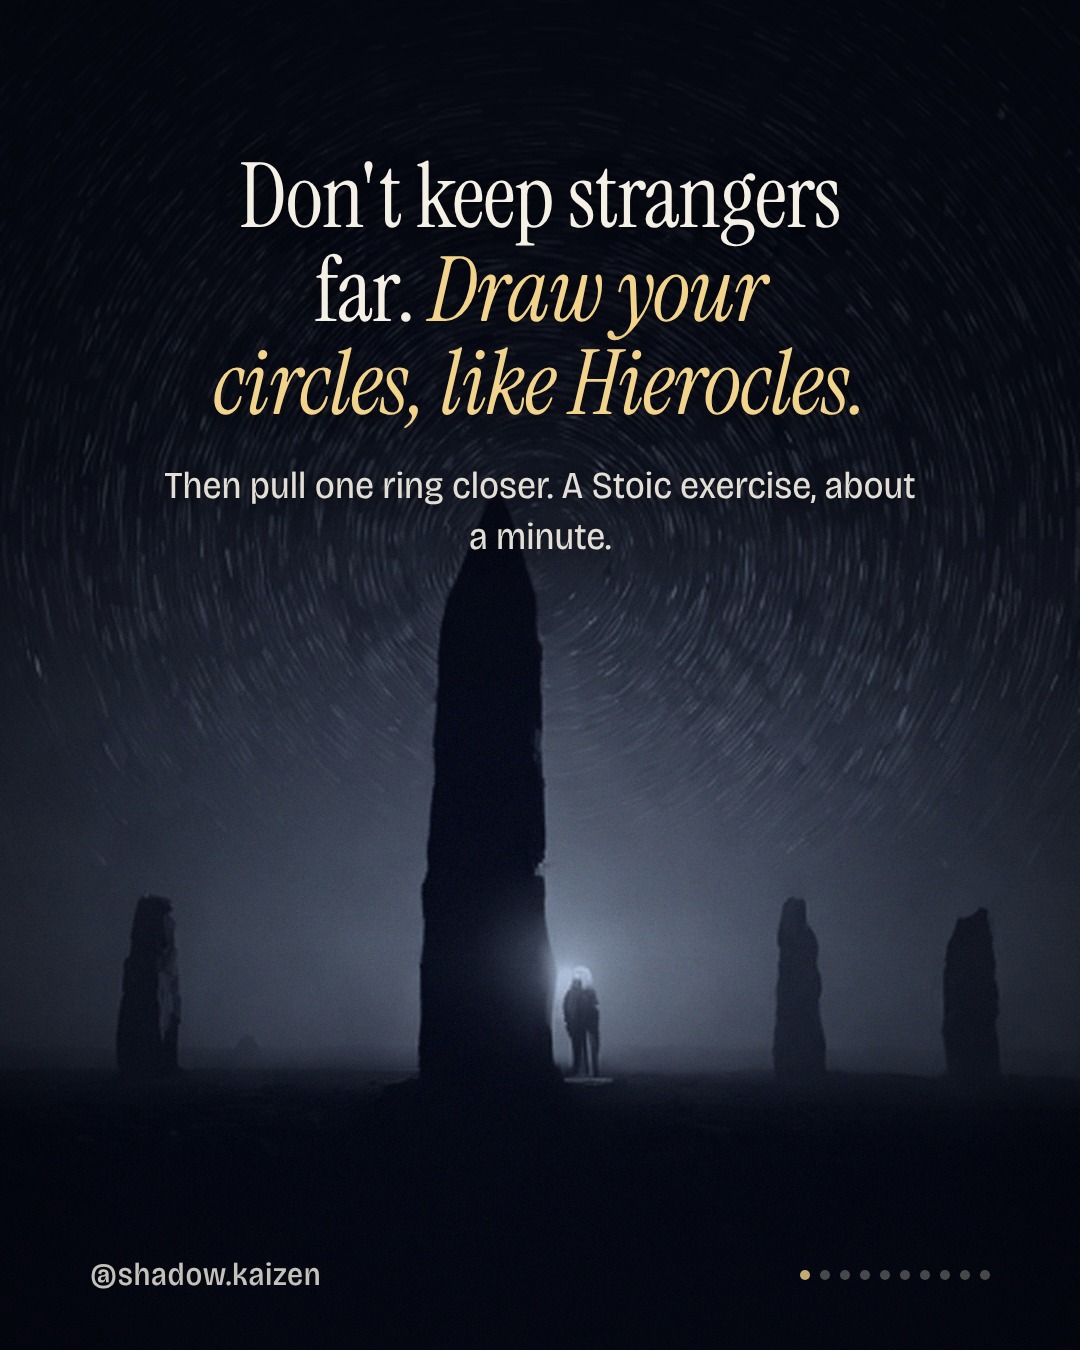 Don't keep strangers
far. Draw your
circles, like Hierocles.
Then pull one ring closer. A Stoic exercise, about
a minute.
@shadow.kaizen